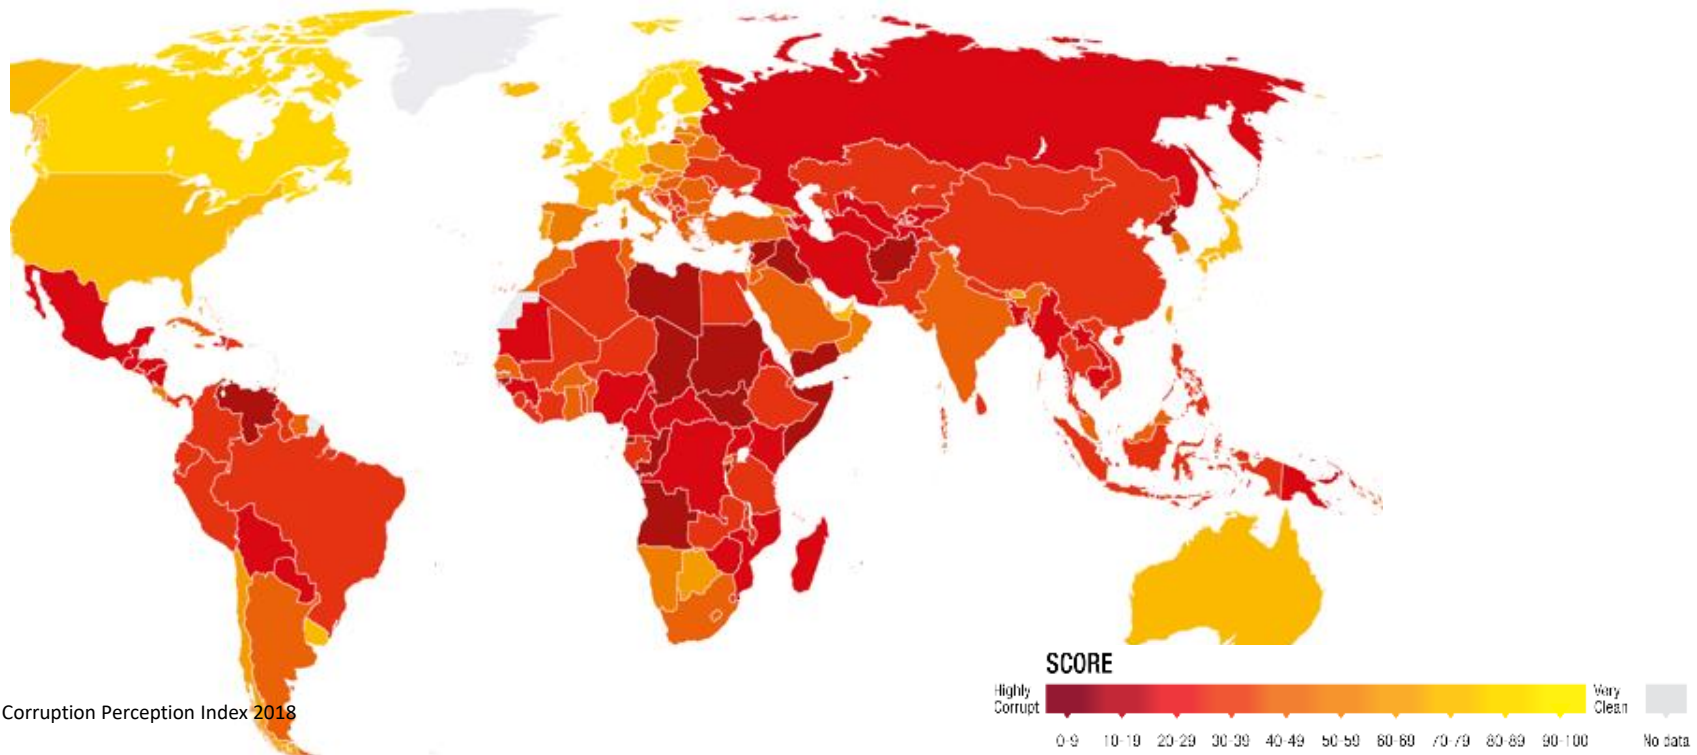 SCORE
Highly
Corrupt
Very
Clean
0-9 10-19 20-29 30-39 40-49 50-59 60-69 70-79 80-89 90-100 No data
Corruption Perception Index 2018